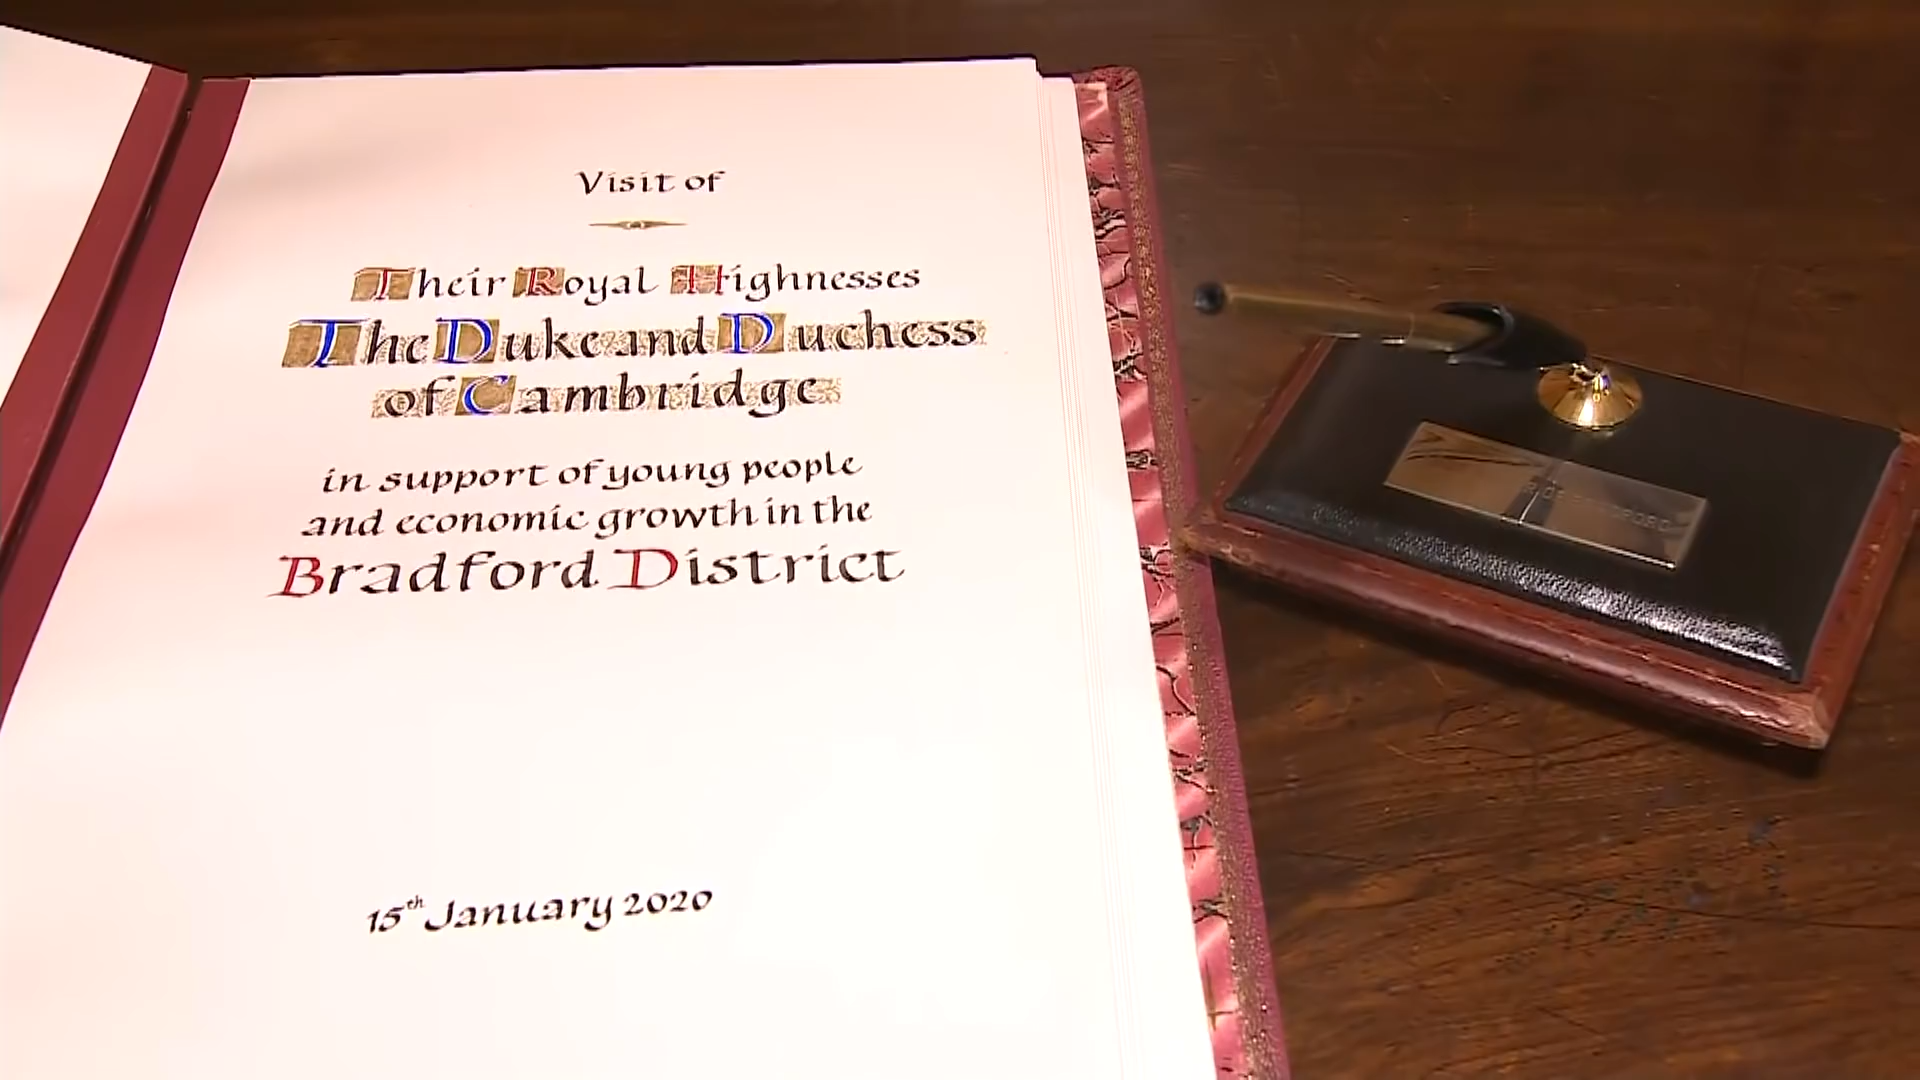 Visit of
Their Royal Highnesses
The Duke and Duchess
of Cambridge
in support of young people
and economic growth in the
Bradford District
15th January 2020